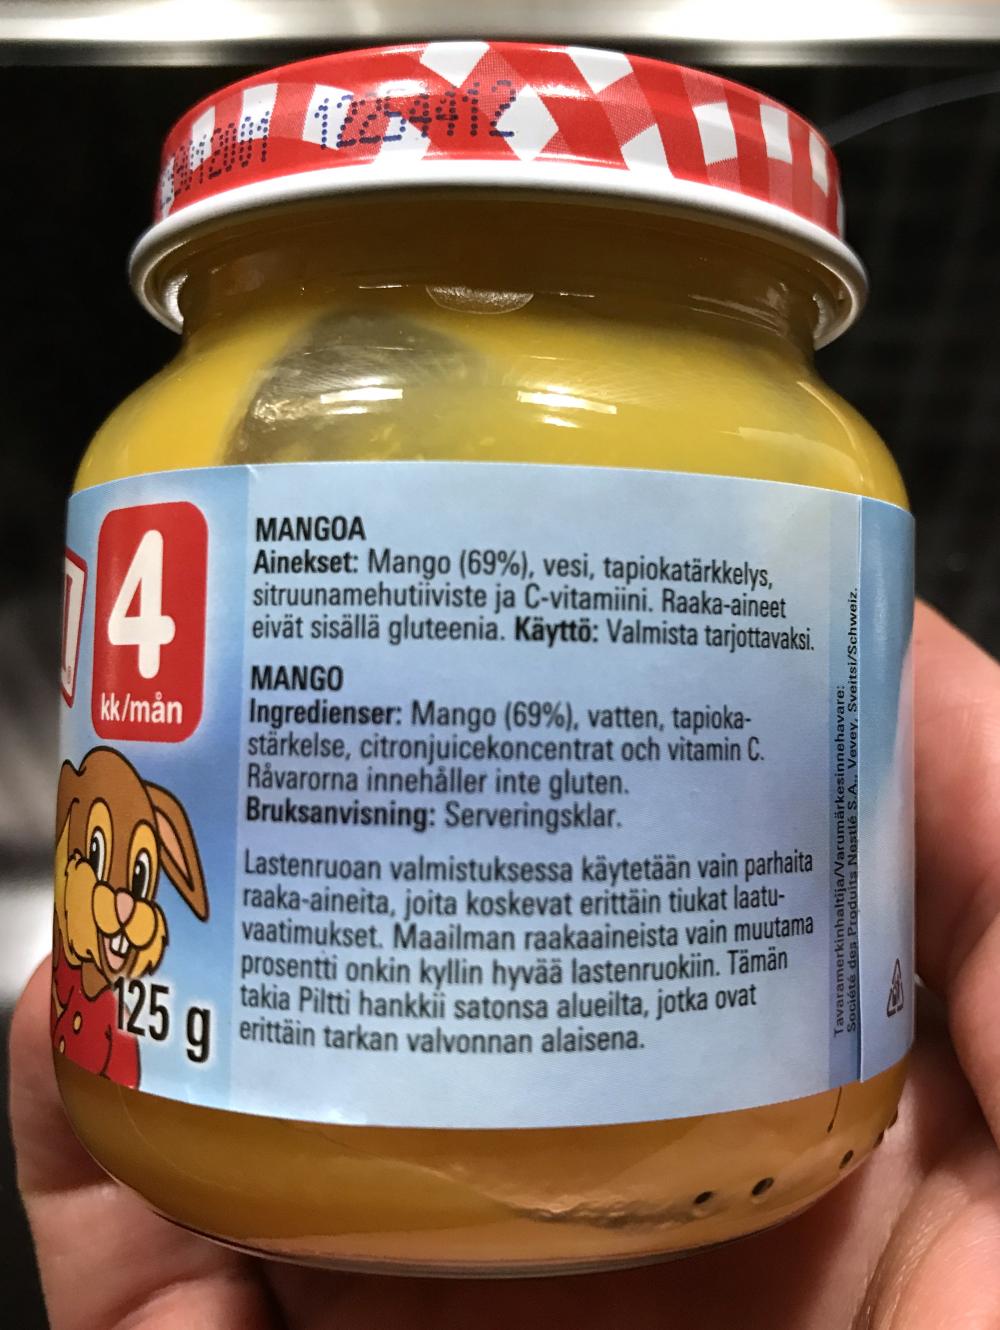 12254412
4
kk/mån
125 g
MANGOA
Ainekset: Mango (69%), vesi, tapiokatärkkelys,
sitruunamehutiiviste ja C-vitamiini. Raaka-aineet
eivät sisällä gluteenia. Käyttö: Valmista tarjottavaksi.
MANGO
Ingredienser: Mango (69%), vatten, tapioka-
stärkelse, citronjuicekoncentrat och vitamin C.
Råvarorna innehåller inte gluten.
Bruksanvisning: Serveringsklar.
Lastenruoan valmistuksessa käytetään vain parhaita
raaka-aineita, joita koskevat erittäin tiukat laatu-
vaatimukset. Maailman raakaaineista vain muutama
prosentti onkin kyllin hyvää lastenruokiin. Tämän
takia Piltti hankkii satonsa alueilta, jotka ovat
erittäin tarkan valvonnan alaisena.
Tavaramerkinhaltija/Varumärkesinnehavare:
Société des Produits Nestlé S.A., Vevey, Sveitsi/Schweiz.